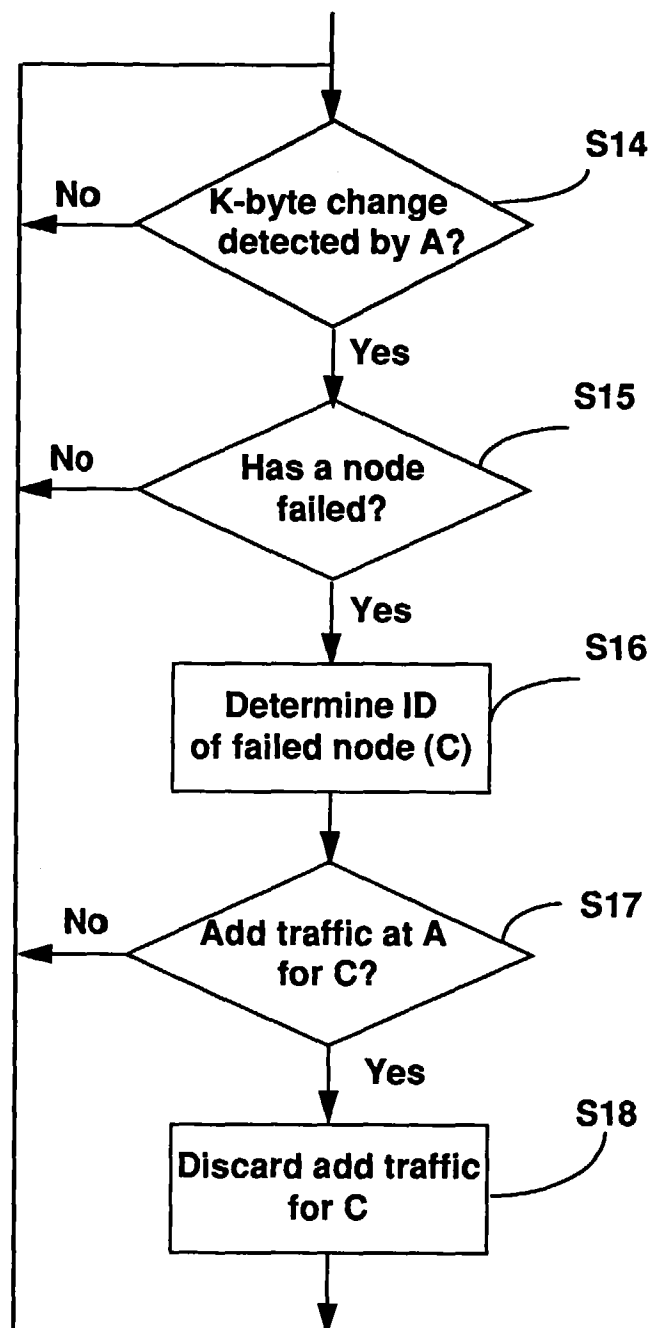 S14
No
K-byte change
detected by A?
Yes
S15
No
Has a node
failed?
Yes
S16
Determine ID
of failed node (C)
S17
No
Add traffic at A
for C?
Yes
S18
Discard add traffic
for C